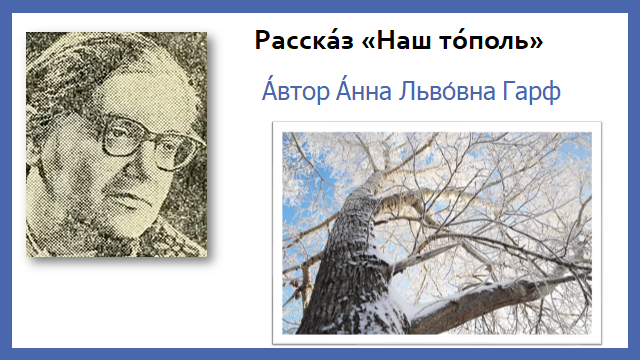 Расска́з «Наш то́поль»
А́втор А́нна Льво́вна Гарф